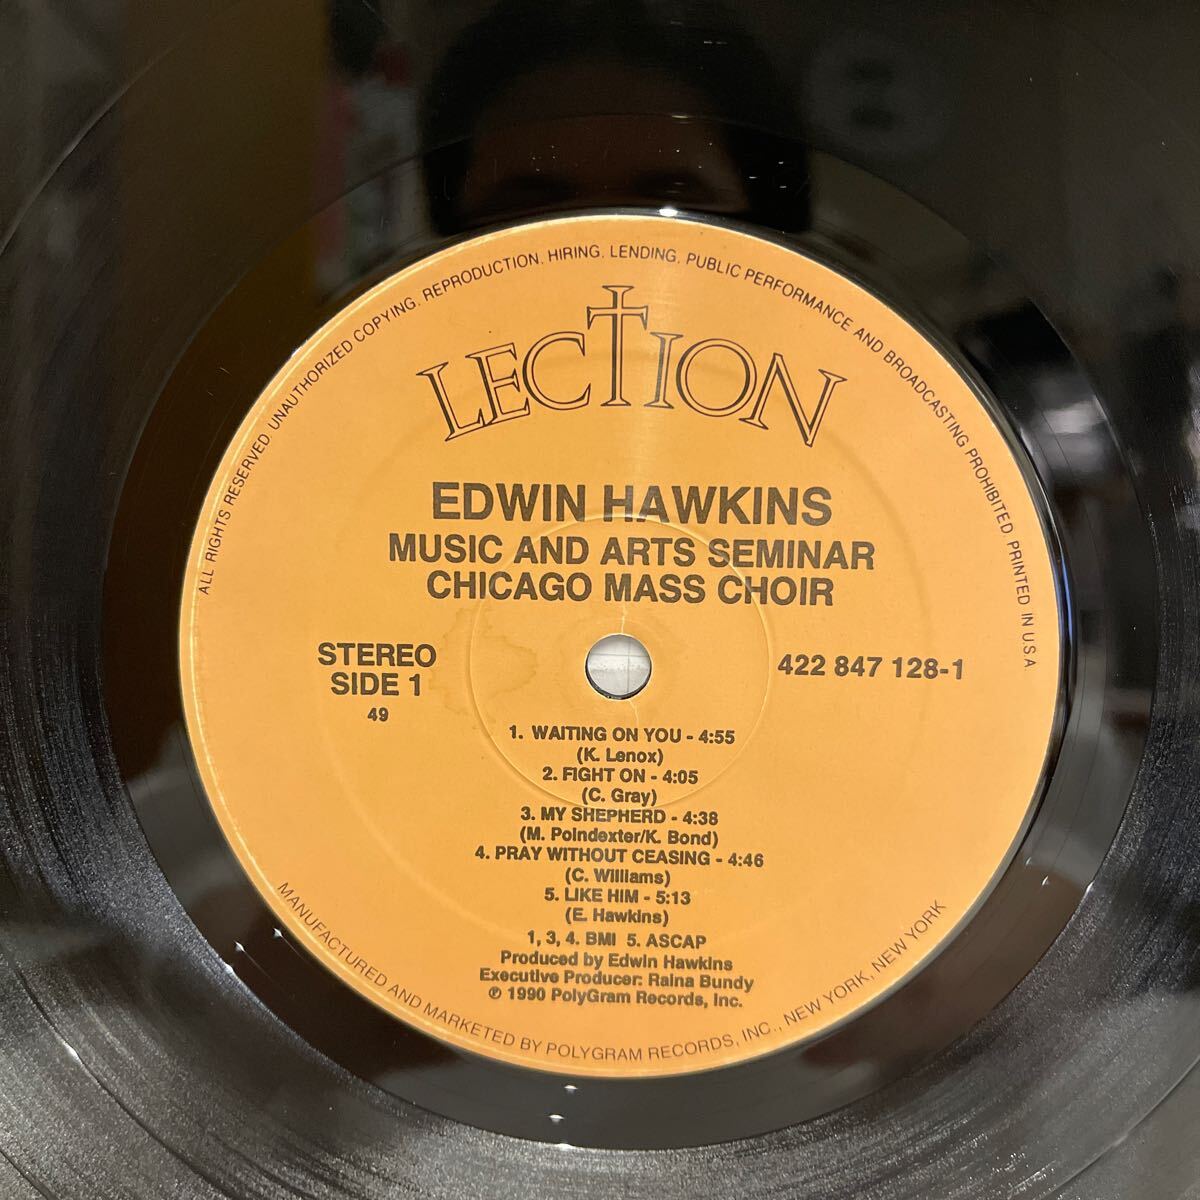 ALL RIGHTS RESERVED. UNAUTHORIZED COPYING, REPRODUCTION, HIRING, LENDING, PUBLIC PERFORMANCE AND BROADCASTING PROHIBITED. PRINTED IN U.S.A.
LECTION
EDWIN HAWKINS
MUSIC AND ARTS SEMINAR
CHICAGO MASS CHOIR
STEREO
SIDE 1
49
422 847 128-1
1. WAITING ON YOU - 4:55
(K. Lenox)
2. FIGHT ON - 4:05
(C. Gray)
3. MY SHEPHERD - 4:38
(M. Poindexter/K. Bond)
4. PRAY WITHOUT CEASING - 4:46
(C. Williams)
5. LIKE HIM - 5:13
(E. Hawkins)
1, 3, 4. BMI 5. ASCAP
Produced by Edwin Hawkins
Executive Producer: Raina Bundy
℗ 1990 PolyGram Records, Inc.
MANUFACTURED AND MARKETED BY POLYGRAM RECORDS, INC., NEW YORK, NEW YORK